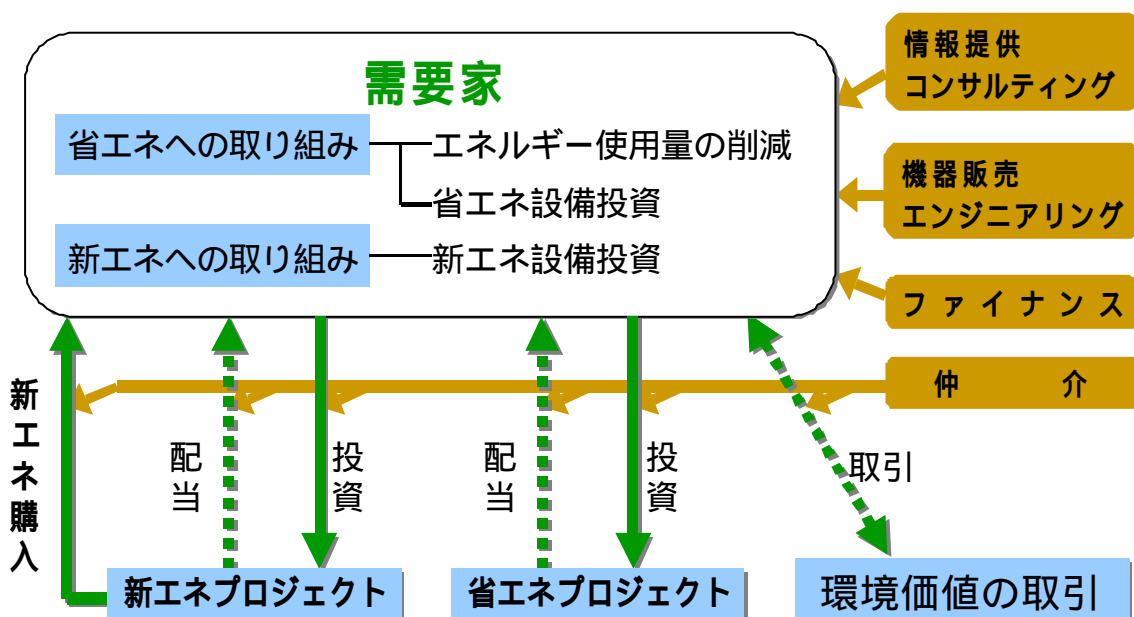 需要家
省エネへの取り組み
エネルギー使用量の削減
省エネ設備投資
新エネへの取り組み
新エネ設備投資
情報提供
コンサルティング
機器販売
エンジニアリング
ファイナンス
仲介
新エネ購入
配当
投資
配当
投資
取引
新エネプロジェクト
省エネプロジェクト
環境価値の取引